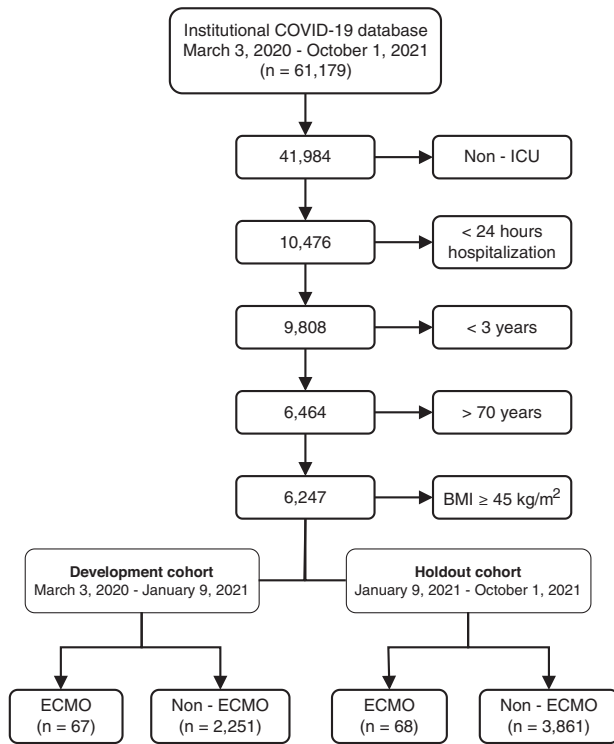 Institutional COVID-19 database
March 3, 2020 - October 1, 2021
(n = 61,179)
41,984
Non - ICU
10,476
< 24 hours
hospitalization
9,808
< 3 years
6,464
> 70 years
6,247
BMI ≥ 45 kg/m²
Development cohort
March 3, 2020 - January 9, 2021
Holdout cohort
January 9, 2021 - October 1, 2021
ECMO
(n = 67)
Non - ECMO
(n = 2,251)
ECMO
(n = 68)
Non - ECMO
(n = 3,861)